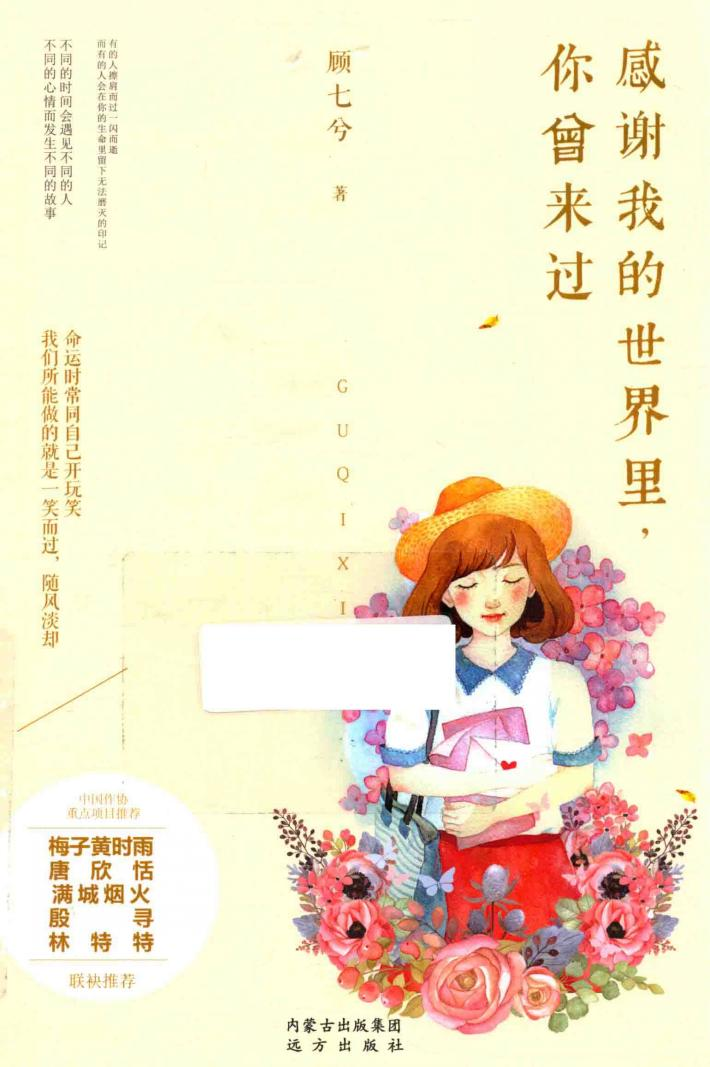 感谢我的世界里，
你曾来过
顾七兮
著
GUQIXI
有的人擦肩而过一闪而逝
而有的人会在你的生命里留下无法磨灭的印记
不同的时间会遇见不同的人
不同的心情而发生不同的故事
命运时常同自己开玩笑
我们所能做的就是一笑而过，随风淡却
中国作协
重点项目推荐
梅子黄时雨
唐欣恬
满城烟火
殷寻
林特特
联袂推荐
内蒙古出版集团
远方出版社